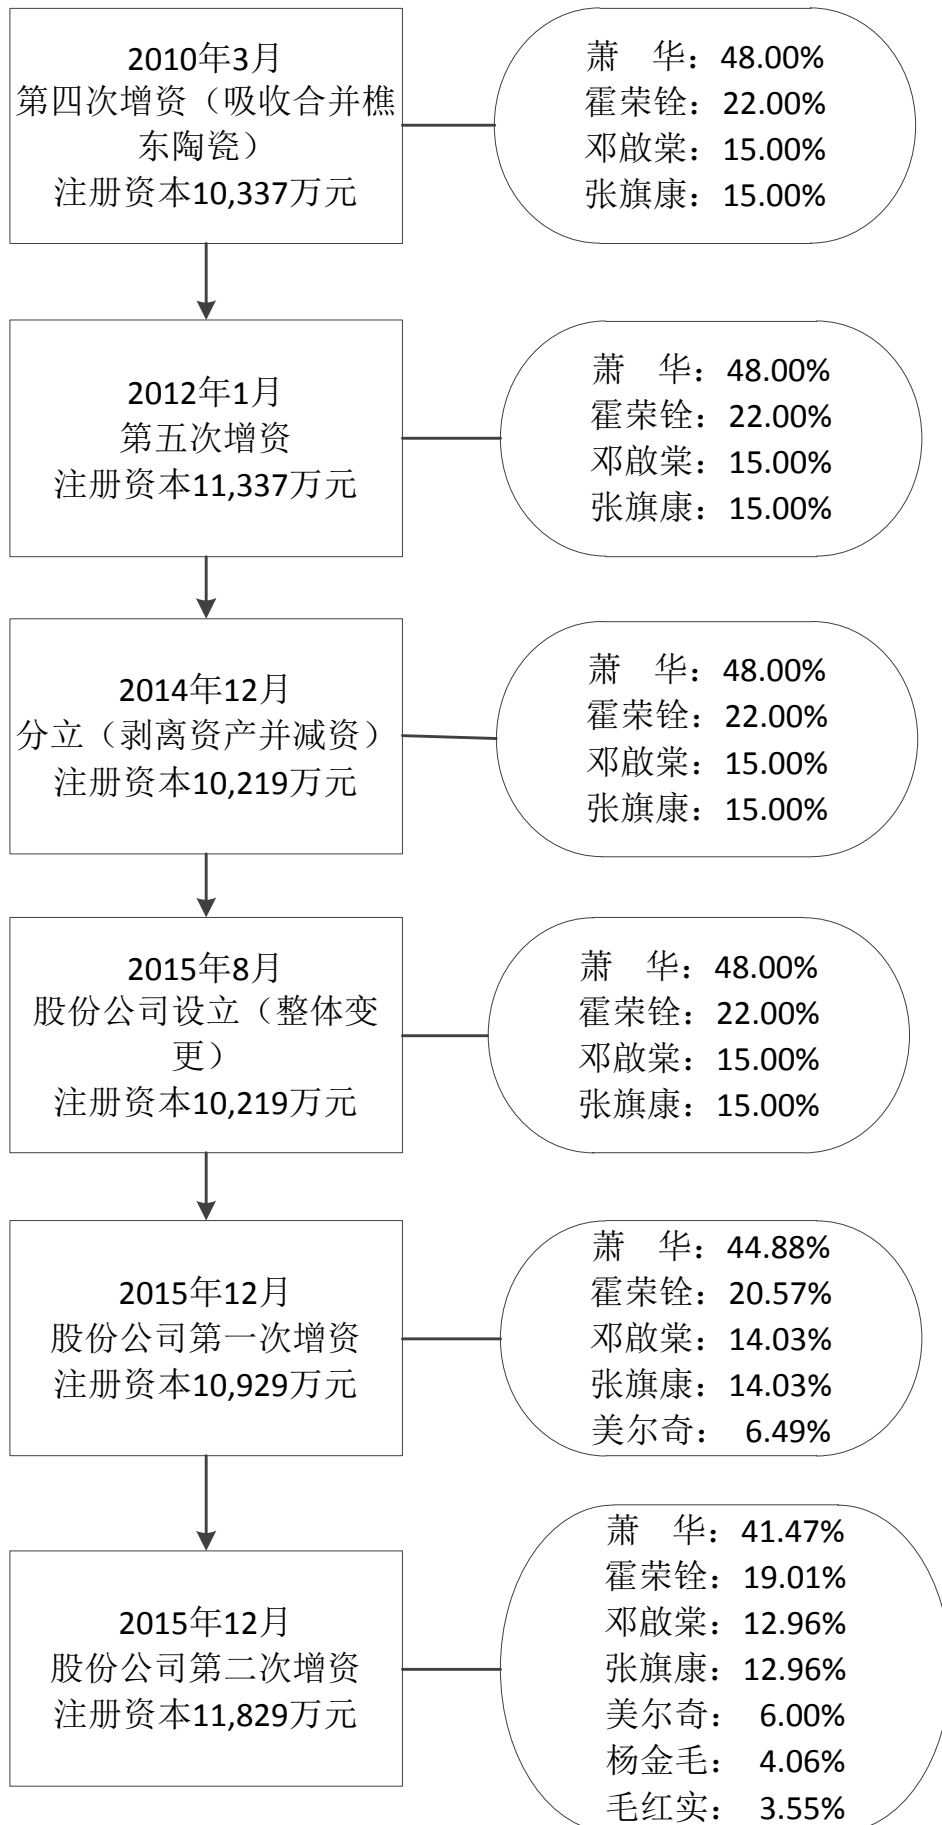 2010年3月
第四次增资（吸收合并樵
东陶瓷）
注册资本10,337万元
萧　华：48.00%
霍荣铨：22.00%
邓啟棠：15.00%
张旗康：15.00%
2012年1月
第五次增资
注册资本11,337万元
萧　华：48.00%
霍荣铨：22.00%
邓啟棠：15.00%
张旗康：15.00%
2014年12月
分立（剥离资产并减资）
注册资本10,219万元
萧　华：48.00%
霍荣铨：22.00%
邓啟棠：15.00%
张旗康：15.00%
2015年8月
股份公司设立（整体变
更）
注册资本10,219万元
萧　华：48.00%
霍荣铨：22.00%
邓啟棠：15.00%
张旗康：15.00%
2015年12月
股份公司第一次增资
注册资本10,929万元
萧　华：44.88%
霍荣铨：20.57%
邓啟棠：14.03%
张旗康：14.03%
美尔奇： 6.49%
2015年12月
股份公司第二次增资
注册资本11,829万元
萧　华：41.47%
霍荣铨：19.01%
邓啟棠：12.96%
张旗康：12.96%
美尔奇： 6.00%
杨金毛： 4.06%
毛红实： 3.55%